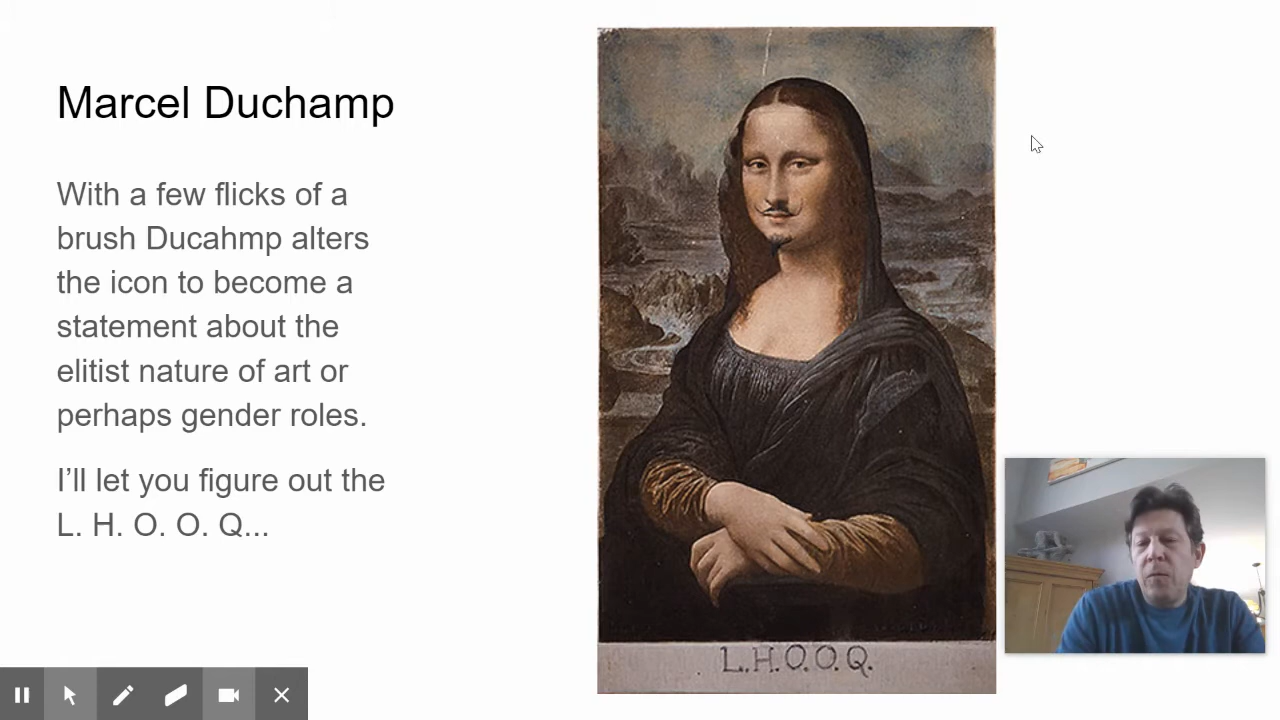 Marcel Duchamp
With a few flicks of a
brush Ducahmp alters
the icon to become a
statement about the
elitist nature of art or
perhaps gender roles.
I’ll let you figure out the
L. H. O. O. Q...
L.H.O.O.Q.